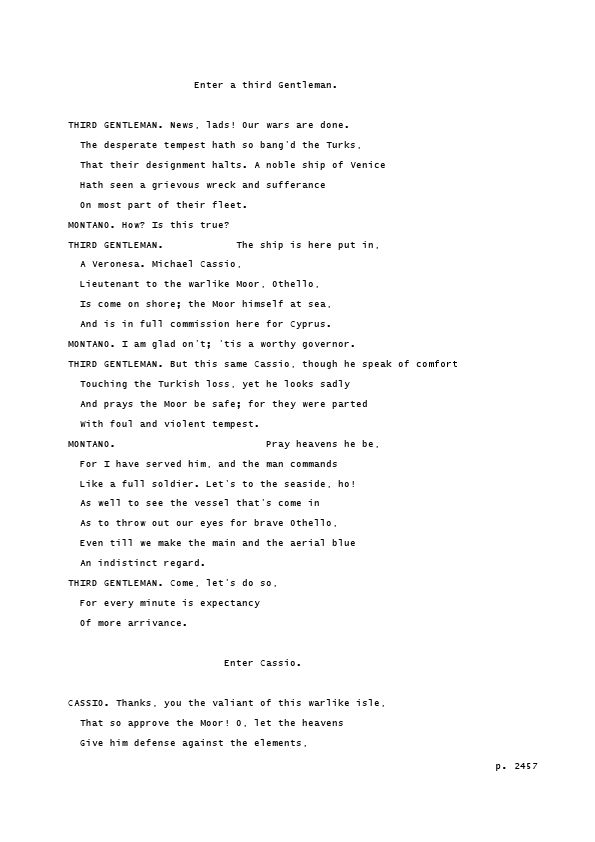 Enter a third Gentleman.
THIRD GENTLEMAN. News, lads! Our wars are done.
The desperate tempest hath so bang'd the Turks,
That their designment halts. A noble ship of Venice
Hath seen a grievous wreck and sufferance
On most part of their fleet.
MONTANO. How? Is this true?
THIRD GENTLEMAN. The ship is here put in,
A Veronesa. Michael Cassio,
Lieutenant to the warlike Moor, Othello,
Is come on shore; the Moor himself at sea,
And is in full commission here for Cyprus.
MONTANO. I am glad on't; 'tis a worthy governor.
THIRD GENTLEMAN. But this same Cassio, though he speak of comfort
Touching the Turkish loss, yet he looks sadly
And prays the Moor be safe; for they were parted
With foul and violent tempest.
MONTANO. Pray heavens he be,
For I have served him, and the man commands
Like a full soldier. Let's to the seaside, ho!
As well to see the vessel that's come in
As to throw out our eyes for brave Othello,
Even till we make the main and the aerial blue
An indistinct regard.
THIRD GENTLEMAN. Come, let's do so,
For every minute is expectancy
Of more arrivance.
Enter Cassio.
CASSIO. Thanks, you the valiant of this warlike isle,
That so approve the Moor! O, let the heavens
Give him defense against the elements,
p. 2457